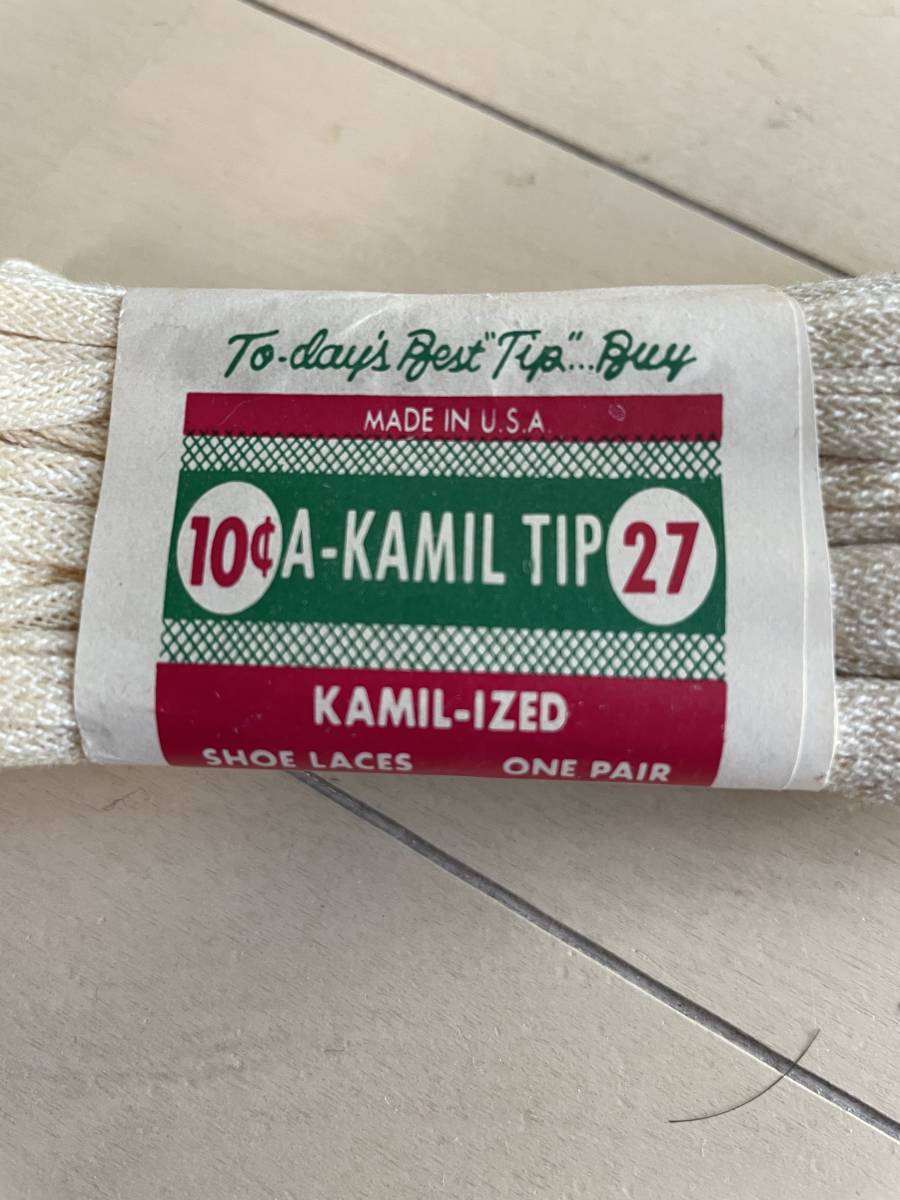 To-day's Best "Tip"... Buy
MADE IN U.S.A.
10¢ A-KAMIL TIP 27
KAMIL-IZED
SHOE LACES ONE PAIR